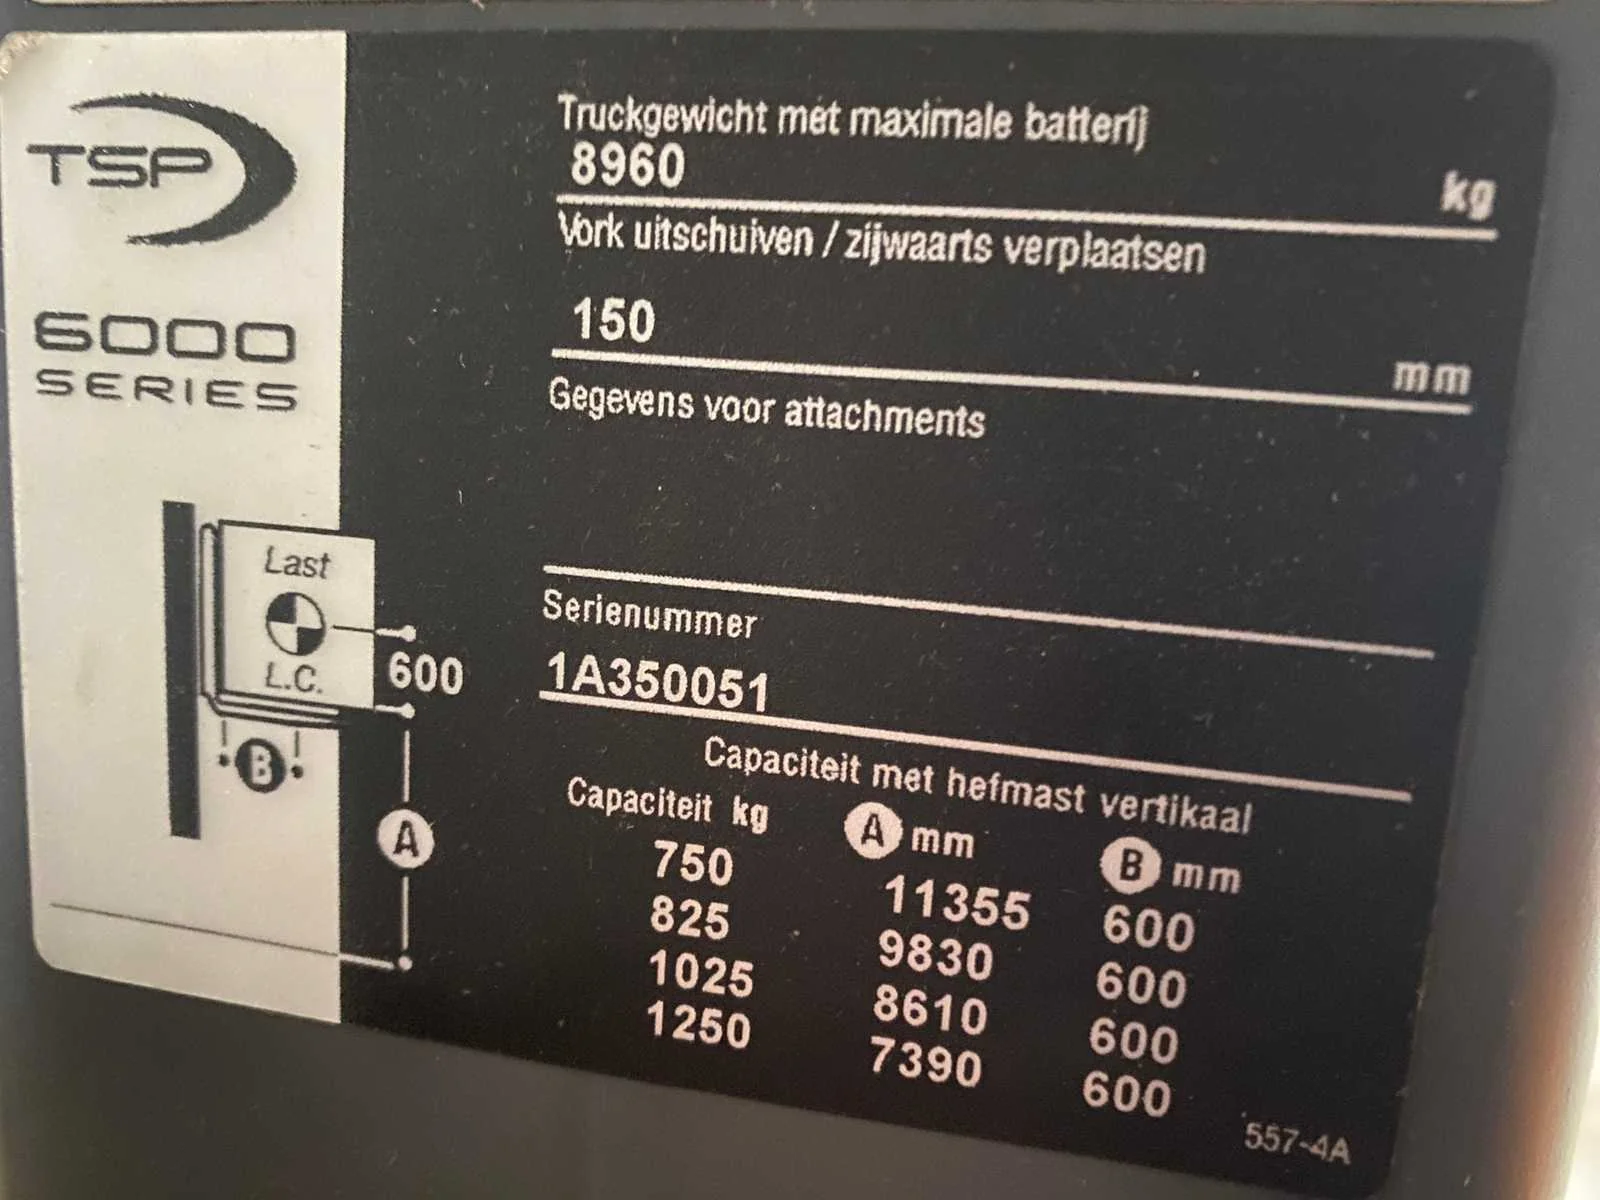 TSP
6000
SERIES
Truckgewicht met maximale batterij
8960 kg
Vork uitschuiven / zijwaarts verplaatsen
150 mm
Gegevens voor attachments
Serienummer
1A350051
Last
L.C.
600
B
A
Capaciteit met hefmast vertikaal
Capaciteit kg A mm B mm
750 11355 600
825 9830 600
1025 8610 600
1250 7390 600
557-4A